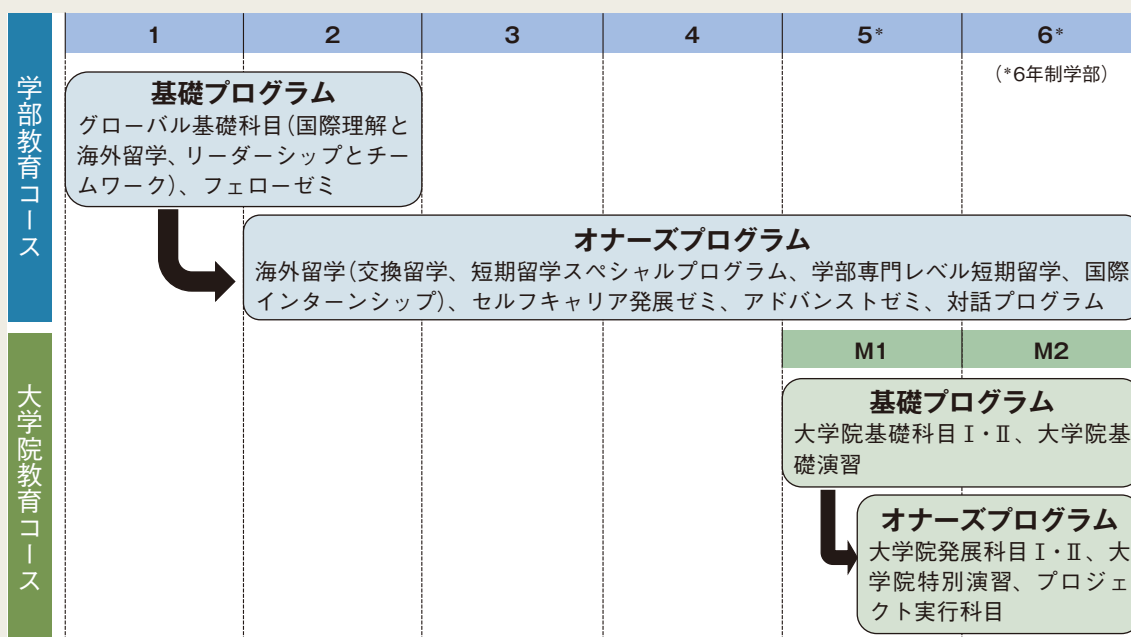 1 2 3 4 5* 6*
(*6年制学部)
学部教育コース
基礎プログラム
グローバル基礎科目(国際理解と
海外留学、リーダーシップとチー
ムワーク)、フェローゼミ
オナーズプログラム
海外留学(交換留学、短期留学スペシャルプログラム、学部専門レベル短期留学、国際
インターンシップ)、セルフキャリア発展ゼミ、アドバンストゼミ、対話プログラム
M1 M2
大学院教育コース
基礎プログラム
大学院基礎科目Ⅰ・Ⅱ、大学院基
礎演習
オナーズプログラム
大学院発展科目Ⅰ・Ⅱ、大
学院特別演習、プロジェ
クト実行科目